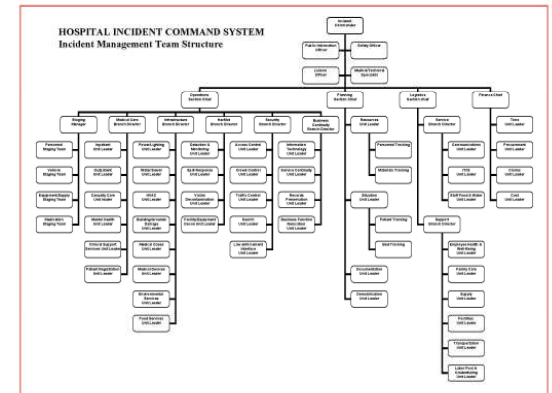 HOSPITAL INCIDENT COMMAND SYSTEM
Incident Management Team Structure
Incident
Commander
Public Information
Officer
Safety Officer
Liaison
Officer
Medical/Technical
Specialist
Operations
Section Chief
Planning
Section Chief
Logistics
Section Chief
Finance Chief
Staging
Manager
Medical Care
Branch Director
Infrastructure
Branch Director
HazMat
Branch Director
Security
Branch Director
Business
Continuity
Branch Director
Resources
Unit Leader
Service
Branch Director
Time
Unit Leader
Personnel
Staging Team
Vehicle
Staging Team
Equipment/Supply
Staging Team
Medication
Staging Team
Inpatient
Unit Leader
Outpatient
Unit Leader
Casualty Care
Unit Leader
Mental Health
Unit Leader
Clinical Support
Services Unit Leader
Patient Registration
Unit Leader
Power/Lighting
Unit Leader
Water/Sewer
Unit Leader
HVAC
Unit Leader
Building/Grounds
Damage
Unit Leader
Medical Gases
Unit Leader
Medical Devices
Unit Leader
Environmental
Services
Unit Leader
Food Services
Unit Leader
Detection &
Monitoring
Unit Leader
Spill Response
Unit Leader
Victim
Decontamination
Unit Leader
Facility/Equipment
Decon Unit Leader
Access Control
Unit Leader
Crowd Control
Unit Leader
Traffic Control
Unit Leader
Search
Unit Leader
Law Enforcement
Interface
Unit Leader
Information
Technology
Unit Leader
Service Continuity
Unit Leader
Records
Preservation
Unit Leader
Business Function
Relocation
Unit Leader
Personnel Tracking
Materials Tracking
Situation
Unit Leader
Patient Tracking
Bed Tracking
Documentation
Unit Leader
Demobilization
Unit Leader
Communications
Unit Leader
IT/IS
Unit Leader
Staff Food & Water
Unit Leader
Support
Branch Director
Employee Health &
Well-Being
Unit Leader
Family Care
Unit Leader
Supply
Unit Leader
Facilities
Unit Leader
Transportation
Unit Leader
Labor Pool &
Credentialing
Unit Leader
Procurement
Unit Leader
Claims
Unit Leader
Cost
Unit Leader